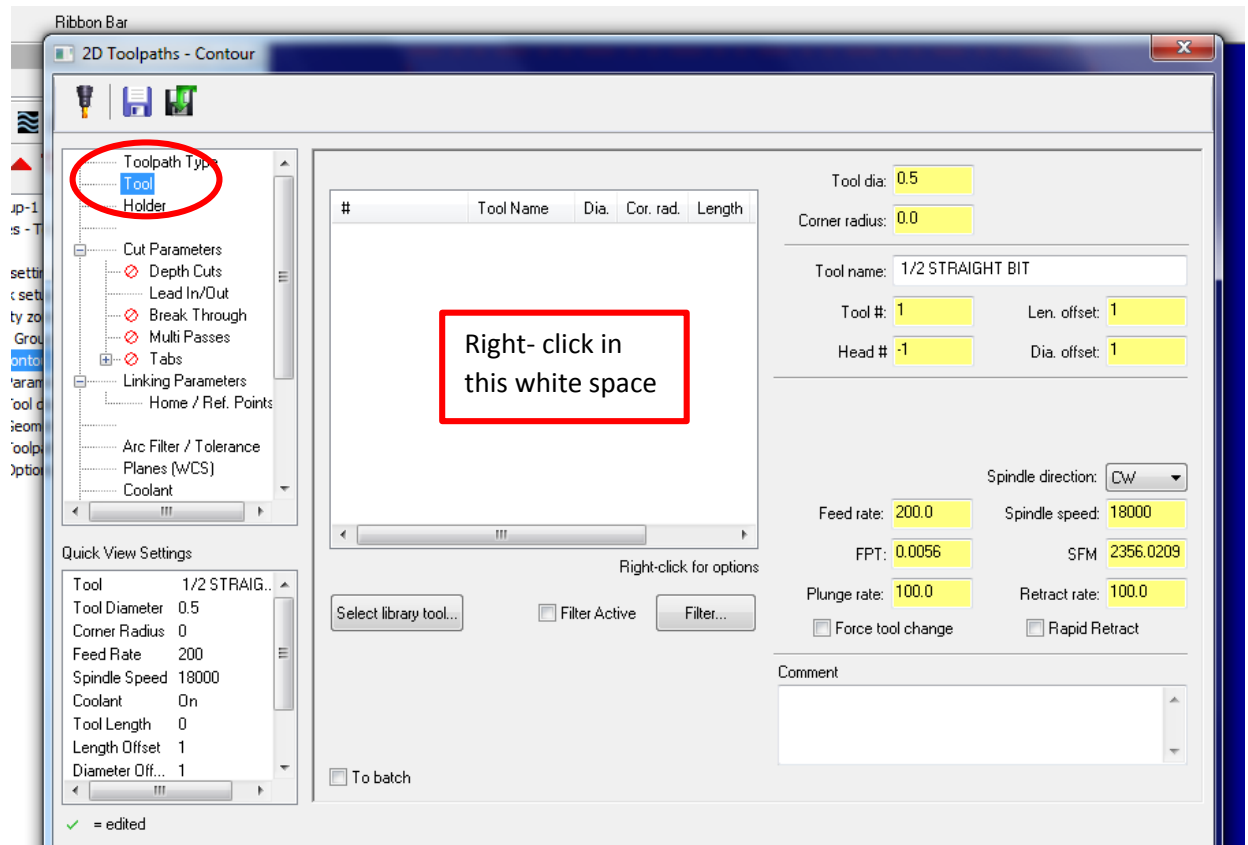 Ribbon Bar
2D Toolpaths - Contour
Toolpath Type
Tool
Holder
Cut Parameters
Depth Cuts
Lead In/Out
Break Through
Multi Passes
Tabs
Linking Parameters
Home / Ref. Points
Arc Filter / Tolerance
Planes (WCS)
Coolant
Quick View Settings
Tool 1/2 STRAIG..
Tool Diameter 0.5
Corner Radius 0
Feed Rate 200
Spindle Speed 18000
Coolant On
Tool Length 0
Length Offset 1
Diameter Off... 1
✓ = edited
# Tool Name Dia. Cor. rad. Length
Right- click in
this white space
Right-click for options
Select library tool... Filter Active Filter...
To batch
Tool dia: 0.5
Corner radius: 0.0
Tool name: 1/2 STRAIGHT BIT
Tool #: 1 Len. offset: 1
Head # -1 Dia. offset: 1
Spindle direction: CW
Feed rate: 200.0 Spindle speed: 18000
FPT: 0.0056 SFM 2356.0209
Plunge rate: 100.0 Retract rate: 100.0
Force tool change Rapid Retract
Comment